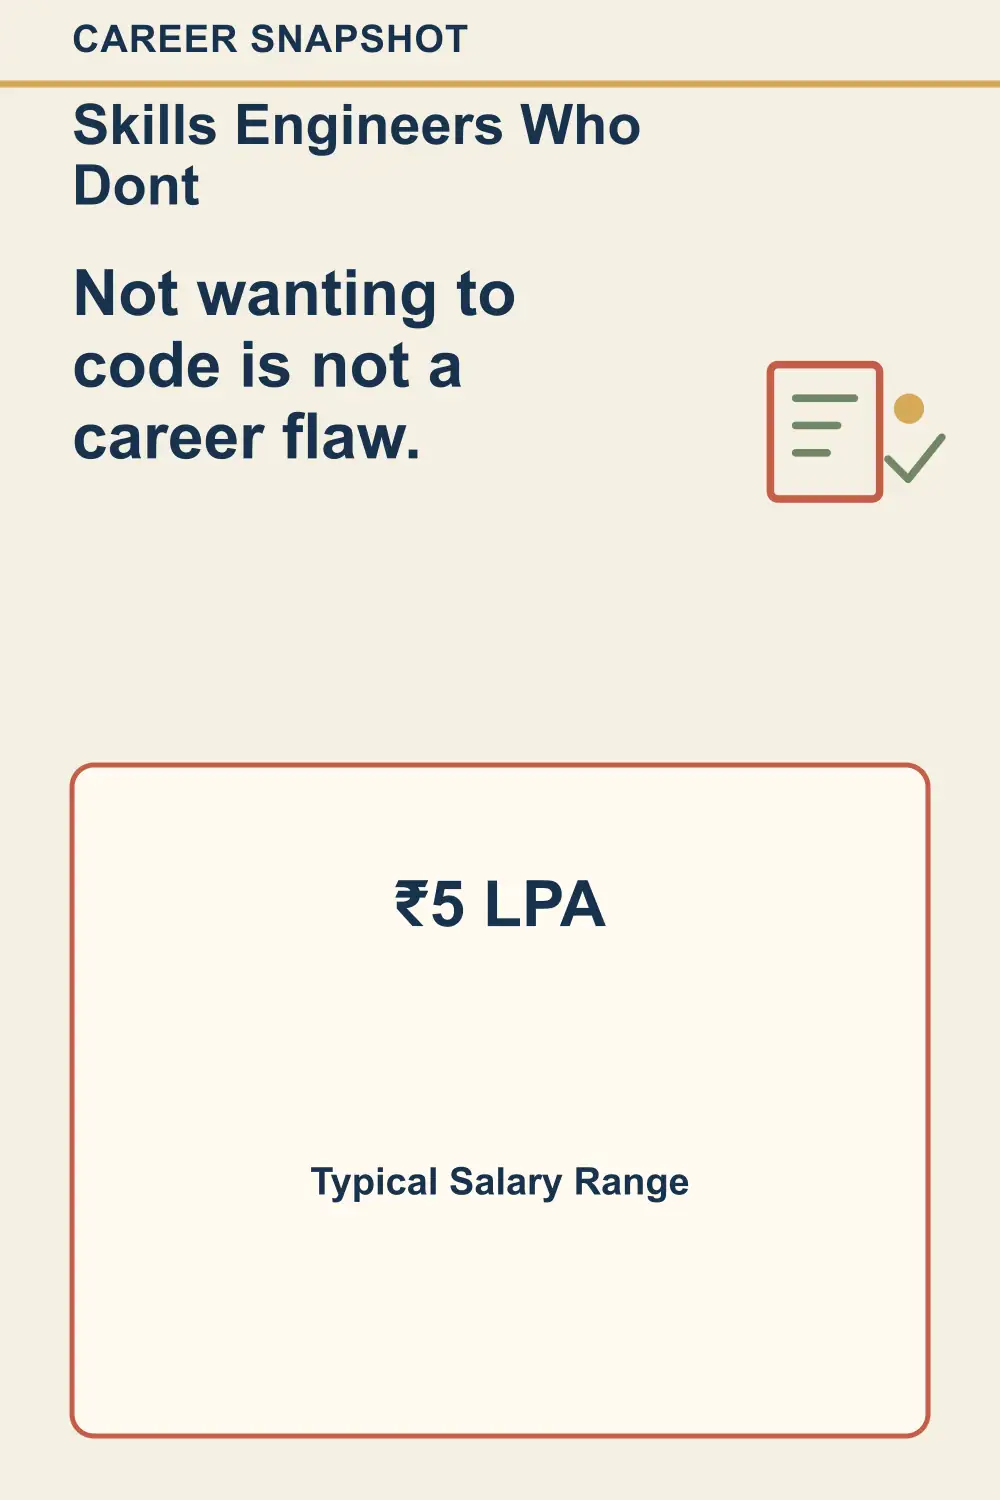 CAREER SNAPSHOT
Skills Engineers Who
Dont
Not wanting to
code is not a
career flaw.
₹5 LPA
Typical Salary Range